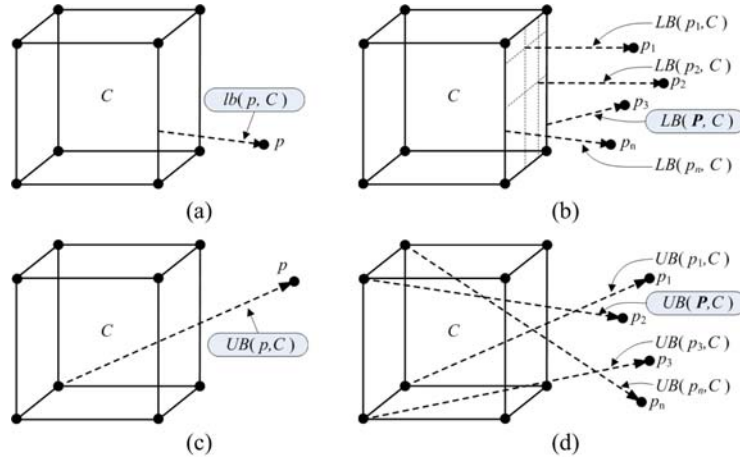 C
lb( p, C )
p
(a)
C
LB( p₁, C )
p₁
LB( p₂, C )
p₂
p₃
LB( P, C )
pₙ
LB( pₙ, C )
(b)
C
p
UB( p,C )
(c)
C
UB( p₁,C )
p₁
UB( P,C )
p₂
UB( p₃,C )
p₃
UB( pₙ,C )
pₙ
(d)